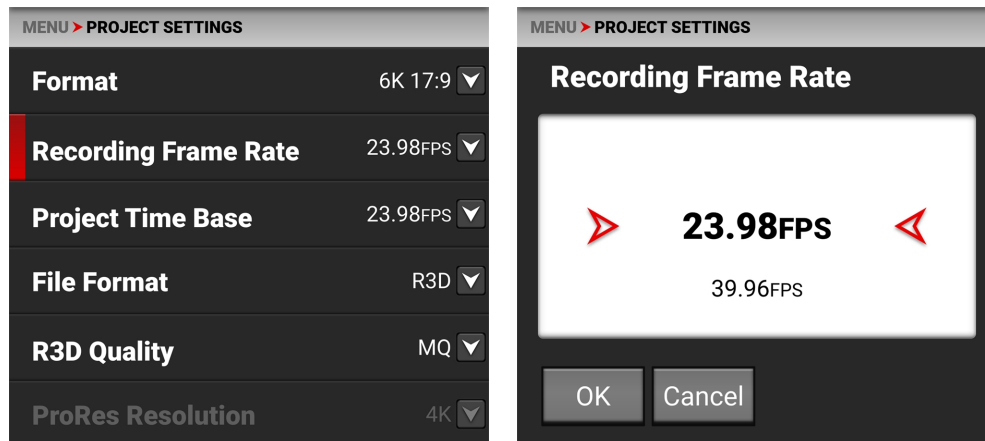 MENU PROJECT SETTINGS
Format 6K 17:9
Recording Frame Rate 23.98FPS
Project Time Base 23.98FPS
File Format R3D
R3D Quality MQ
ProRes Resolution 4K
MENU PROJECT SETTINGS
Recording Frame Rate
23.98FPS
39.96FPS
OK Cancel